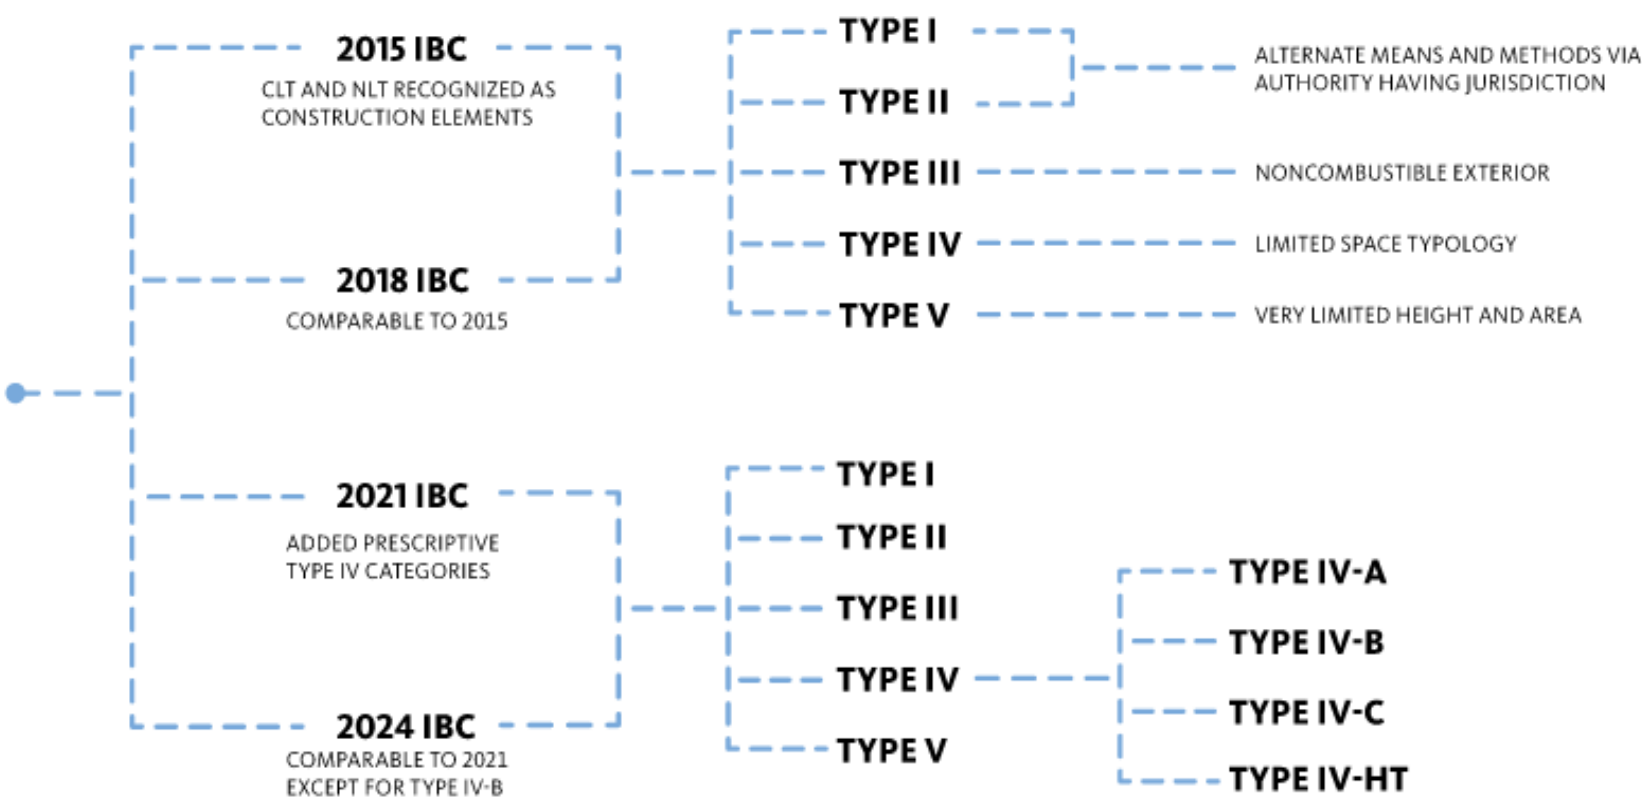 2015 IBC
CLT AND NLT RECOGNIZED AS
CONSTRUCTION ELEMENTS
2018 IBC
COMPARABLE TO 2015
TYPE I
TYPE II
TYPE III
TYPE IV
TYPE V
ALTERNATE MEANS AND METHODS VIA
AUTHORITY HAVING JURISDICTION
NONCOMBUSTIBLE EXTERIOR
LIMITED SPACE TYPOLOGY
VERY LIMITED HEIGHT AND AREA
2021 IBC
ADDED PRESCRIPTIVE
TYPE IV CATEGORIES
2024 IBC
COMPARABLE TO 2021
EXCEPT FOR TYPE IV-B
TYPE I
TYPE II
TYPE III
TYPE IV
TYPE V
TYPE IV-A
TYPE IV-B
TYPE IV-C
TYPE IV-HT